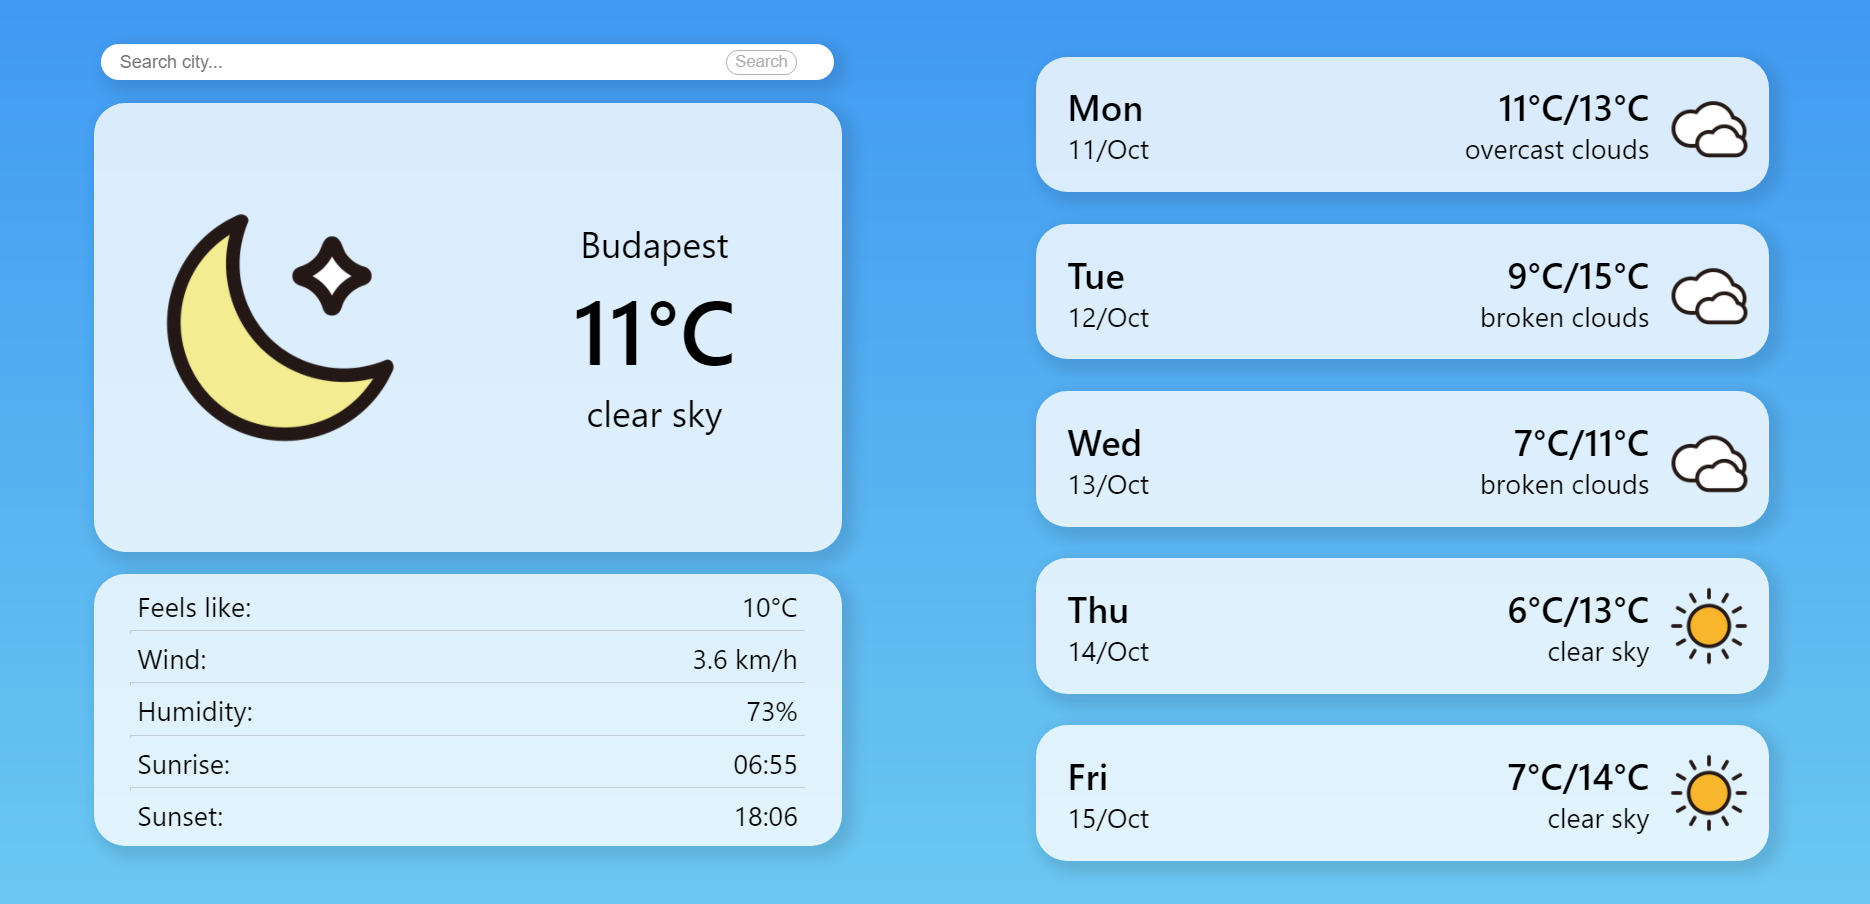 Search city...
Search
Budapest
11°C
clear sky
Feels like: 10°C
Wind: 3.6 km/h
Humidity: 73%
Sunrise: 06:55
Sunset: 18:06
Mon 11°C/13°C
11/Oct overcast clouds
Tue 9°C/15°C
12/Oct broken clouds
Wed 7°C/11°C
13/Oct broken clouds
Thu 6°C/13°C
14/Oct clear sky
Fri 7°C/14°C
15/Oct clear sky